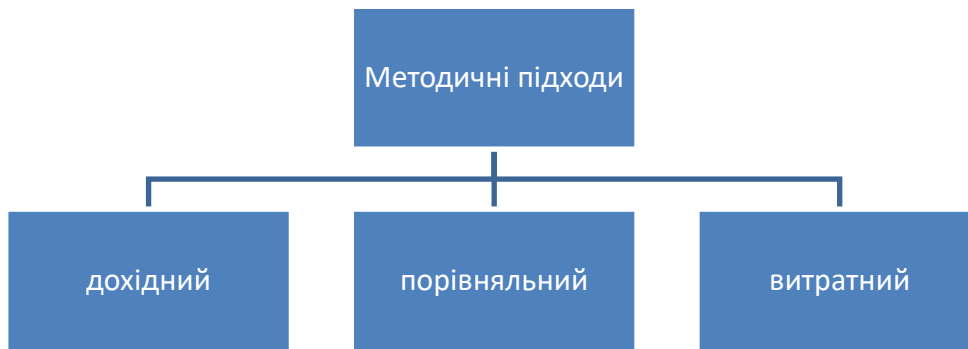 Методичні підходи
дохідний
порівняльний
витратний